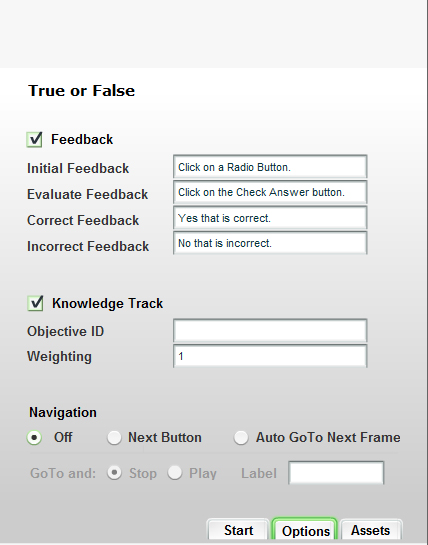 True or False
Feedback
Initial Feedback Click on a Radio Button.
Evaluate Feedback Click on the Check Answer button.
Correct Feedback Yes that is correct.
Incorrect Feedback No that is incorrect.
Knowledge Track
Objective ID
Weighting 1
Navigation
Off Next Button Auto GoTo Next Frame
GoTo and: Stop Play Label
Start Options Assets